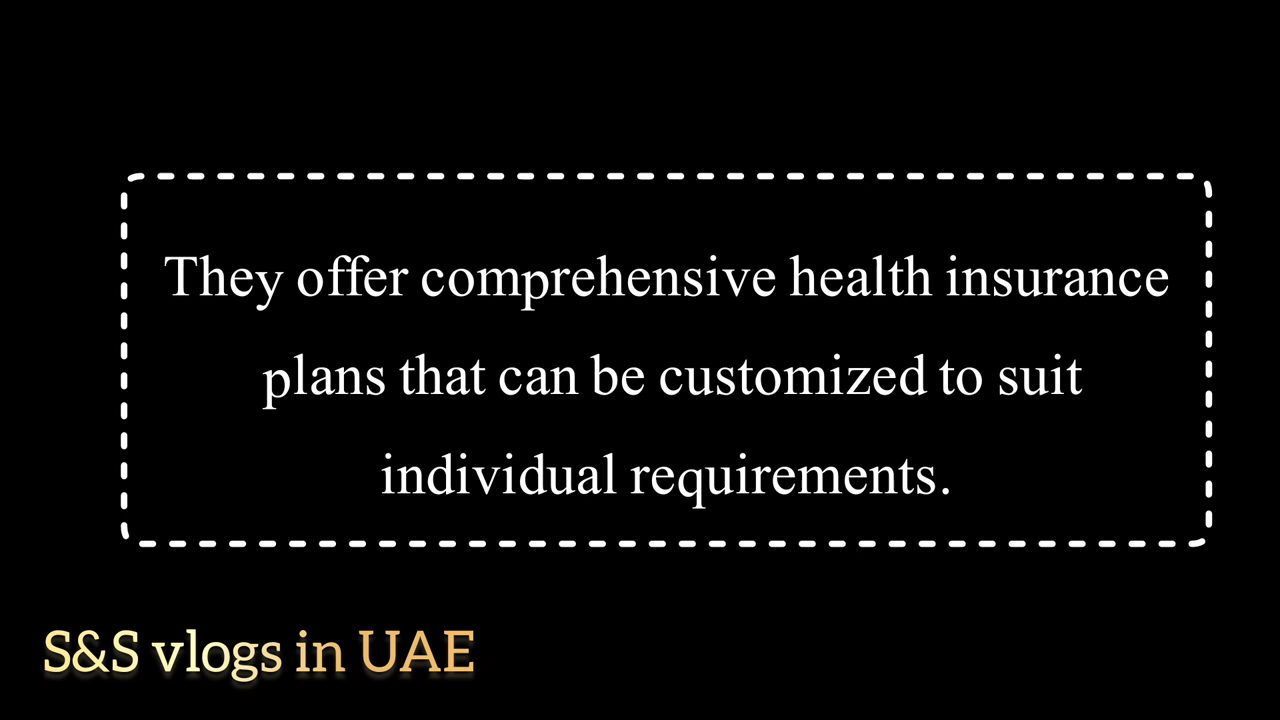 They offer comprehensive health insurance
plans that can be customized to suit
individual requirements.
S&S vlogs in UAE